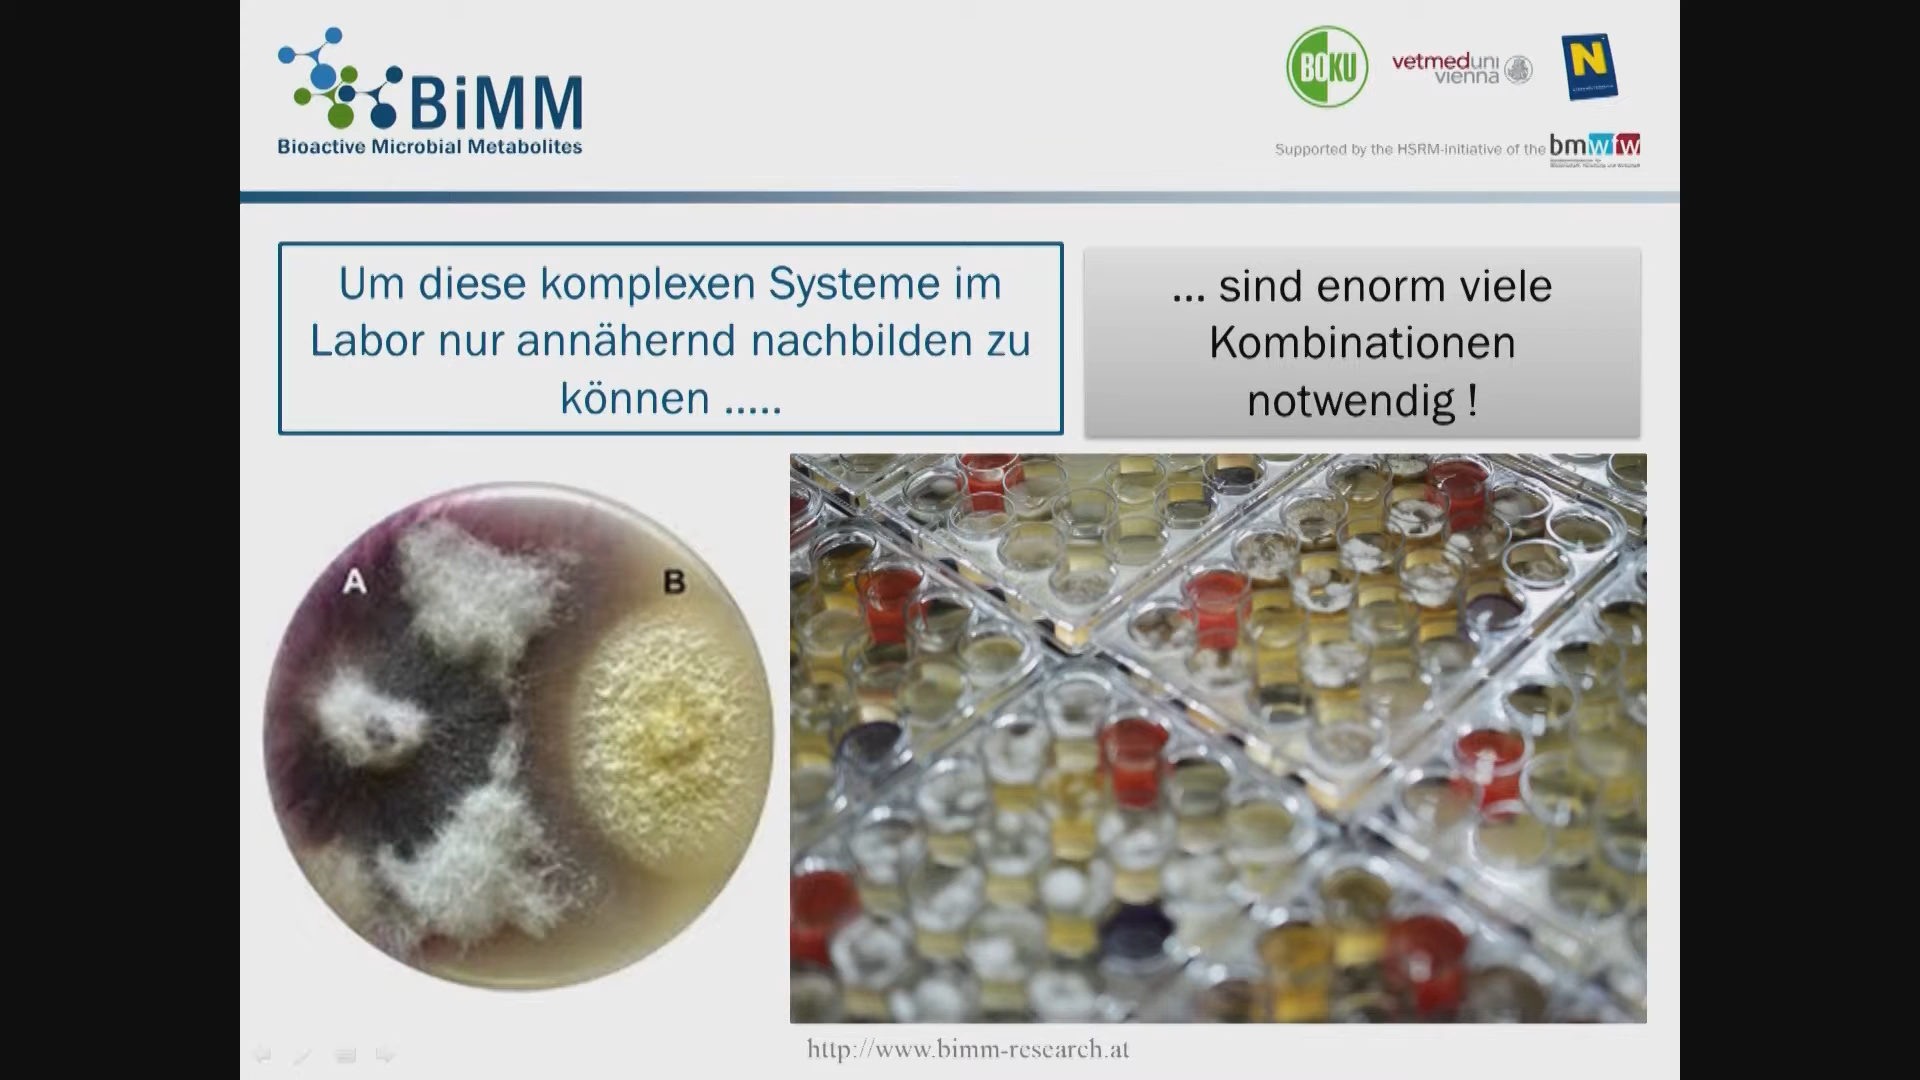 BiMM
Bioactive Microbial Metabolites
BOKU
vetmeduni
vienna
N
Supported by the HSRM-initiative of the bmwfw
Um diese komplexen Systeme im
Labor nur annähernd nachbilden zu
können .....
... sind enorm viele
Kombinationen
notwendig !
A
B
http://www.bimm-research.at